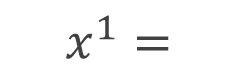 x¹ =